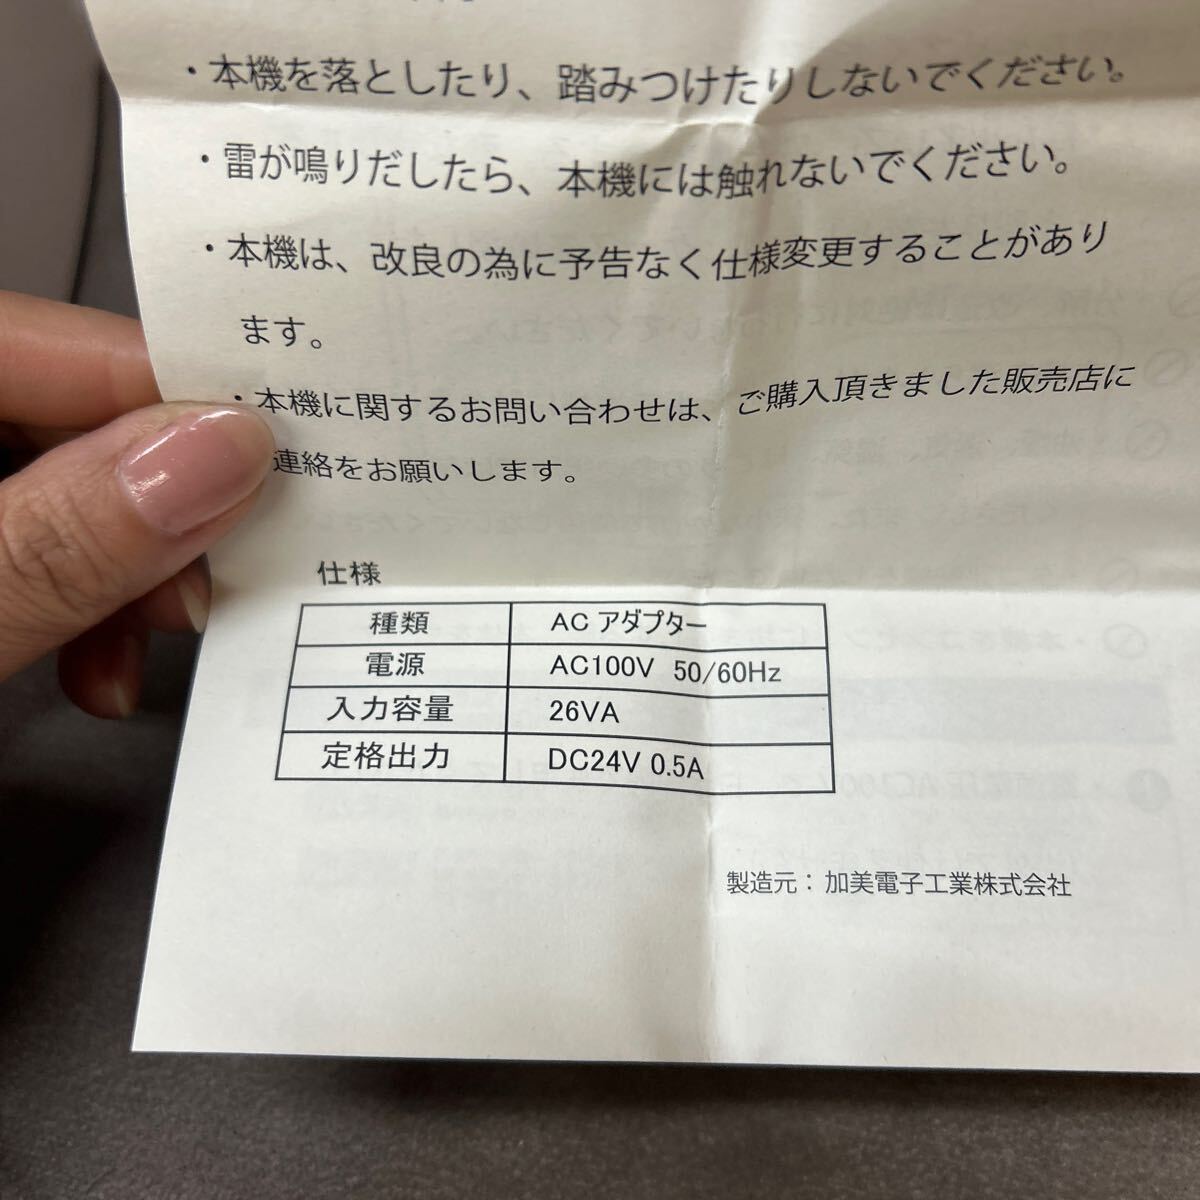 ・本機を落としたり、踏みつけたりしないでください。
・雷が鳴りだしたら、本機には触れないでください。
・本機は、改良の為に予告なく仕様変更することがあり
ます。
・本機に関するお問い合わせは、ご購入頂きました販売店に
連絡をお願いします。
仕様
種類 AC アダプター
電源 AC100V 50/60Hz
入力容量 26VA
定格出力 DC24V 0.5A
製造元：加美電子工業株式会社